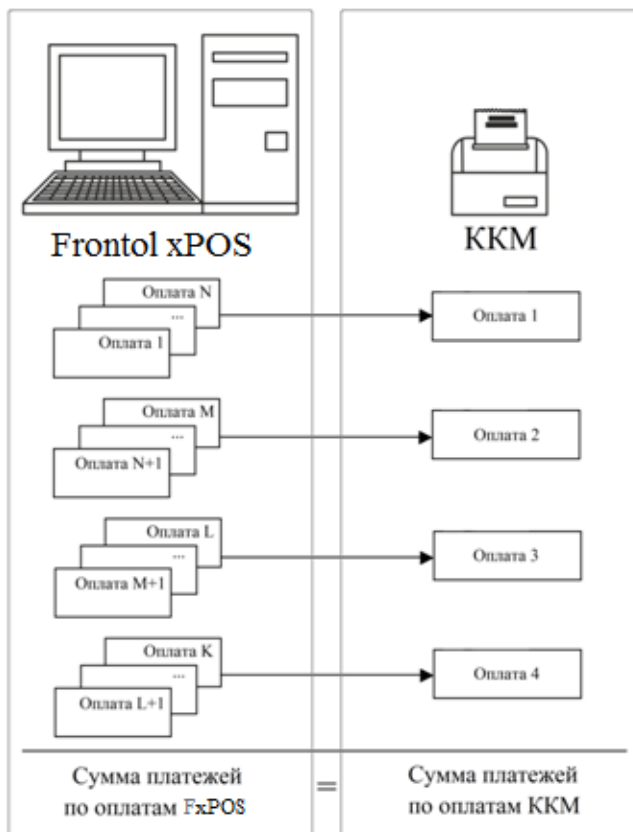 Frontol xPOS
ККМ
Оплата N
...
Оплата 1
Оплата 1
Оплата M
...
Оплата N+1
Оплата 2
Оплата L
...
Оплата M+1
Оплата 3
Оплата K
...
Оплата L+1
Оплата 4
Сумма платежей
по оплатам FxPOS
=
Сумма платежей
по оплатам ККМ